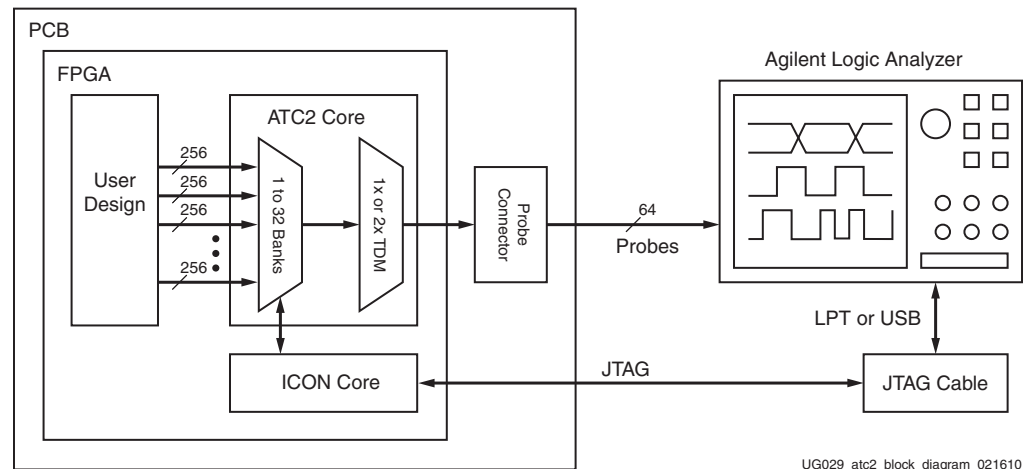 PCB
FPGA
Agilent Logic Analyzer
ATC2 Core
User
Design
256
256
256
256
1 to 32 Banks
1x or 2x TDM
Probe
Connector
64
Probes
LPT or USB
ICON Core
JTAG
JTAG Cable
UG029_atc2_block_diagram_021610